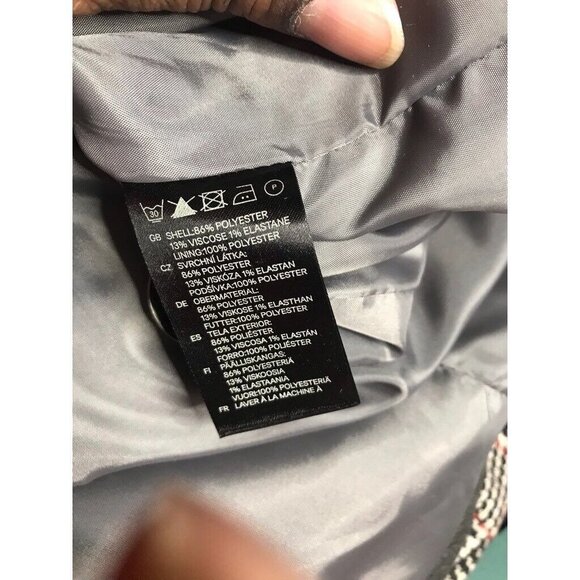 30
P
GB SHELL:86% POLYESTER
13% VISCOSE 1% ELASTANE
LINING:100% POLYESTER
CZ SVRCHNÍ LÁTKA:
86% POLYESTER
13% VISKÓZA 1% ELASTAN
PODŠÍVKA:100% POLYESTER
DE OBERMATERIAL:
86% POLYESTER
13% VISKOSE 1% ELASTHAN
FUTTER:100% POLYESTER
ES TELA EXTERIOR:
86% POLIÉSTER
13% VISCOSA 1% ELASTÁN
FORRO:100% POLIÉSTER
FI PÄÄLLISKANGAS:
86% POLYESTERIÄ
13% VISKOOSIA
1% ELASTAANIA
VUORI:100% POLYESTERIÄ
FR LAVER À LA MACHINE À